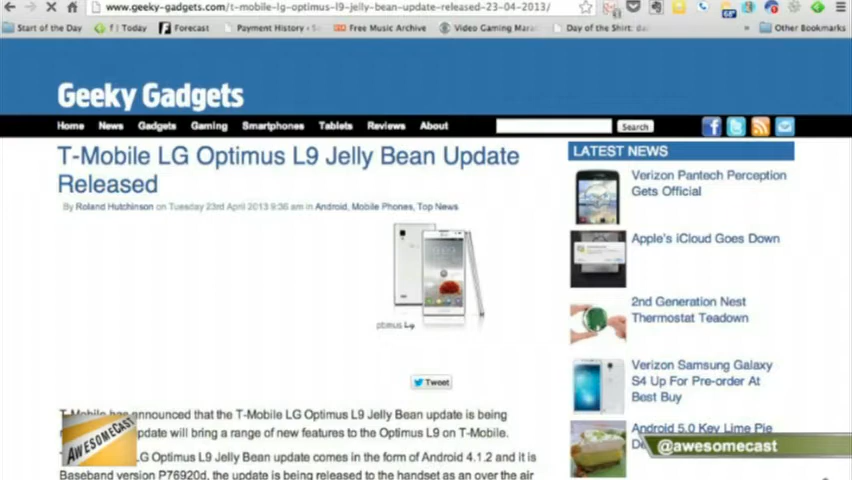 www.geeky-gadgets.com/t-mobile-lg-optimus-l9-jelly-bean-update-released-23-04-2013/
Start of the Day
f | Today
Forecast
Payment History
Free Music Archive
Video Gaming
Day of the Shirt:
Other Bookmarks
Geeky Gadgets
Home News Gadgets Gaming Smartphones Tablets Reviews About
Search
T-Mobile LG Optimus L9 Jelly Bean Update
Released
By Roland Hutchinson on Tuesday 23rd April 2013 9:36 am in Android, Mobile Phones, Top News
ptimus L9
Tweet
T-Mobile has announced that the T-Mobile LG Optimus L9 Jelly Bean update is being
update will bring a range of new features to the Optimus L9 on T-Mobile.
LG Optimus L9 Jelly Bean update comes in the form of Android 4.1.2 and it is
Baseband version P76920d, the update is being released to the handset as an over the air
LATEST NEWS
Verizon Pantech Perception
Gets Official
Apple's iCloud Goes Down
2nd Generation Nest
Thermostat Teadown
Verizon Samsung Galaxy
S4 Up For Pre-order At
Best Buy
Android 5.0 Key Lime Pie
AWESOMECAST
@awesomecast